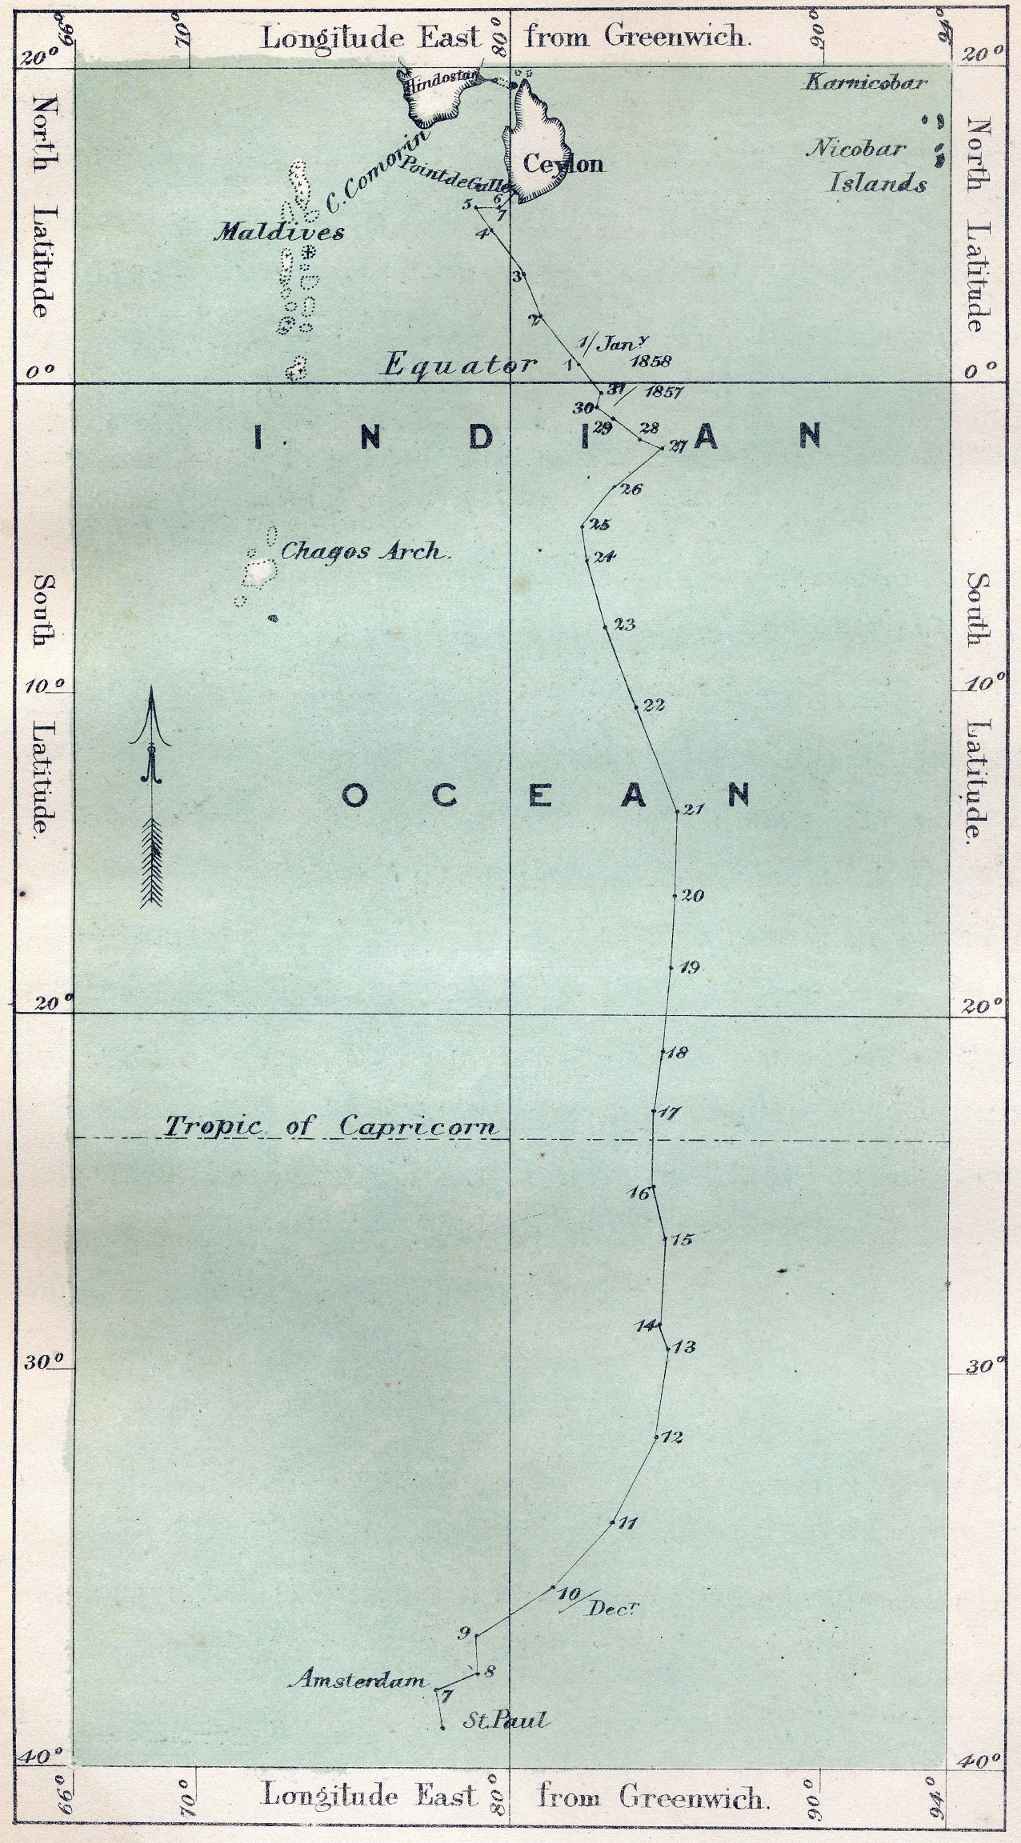 66° 70° 80° 90° 94°
Longitude East from Greenwich.
20° 20°
North Latitude
North Latitude
Hindostan
Karnicobar
Nicobar
Islands
C. Comorin
Point de Galle
Ceylon
Maldives
5 6
7
4
3
2
1/Jany
1 1858
Equator
0° 0°
31/1857
30
29 28
27
INDIAN
26
25
24
Chagos Arch.
23
South Latitude.
South Latitude.
10° 10°
22
OCEAN
21
20
19
20° 20°
18
17
Tropic of Capricorn
16
15
14
13
30° 30°
12
11
10/Decr
9
8
Amsterdam
7
St. Paul
40° 40°
66° 70° 80° 90° 94°
Longitude East from Greenwich.